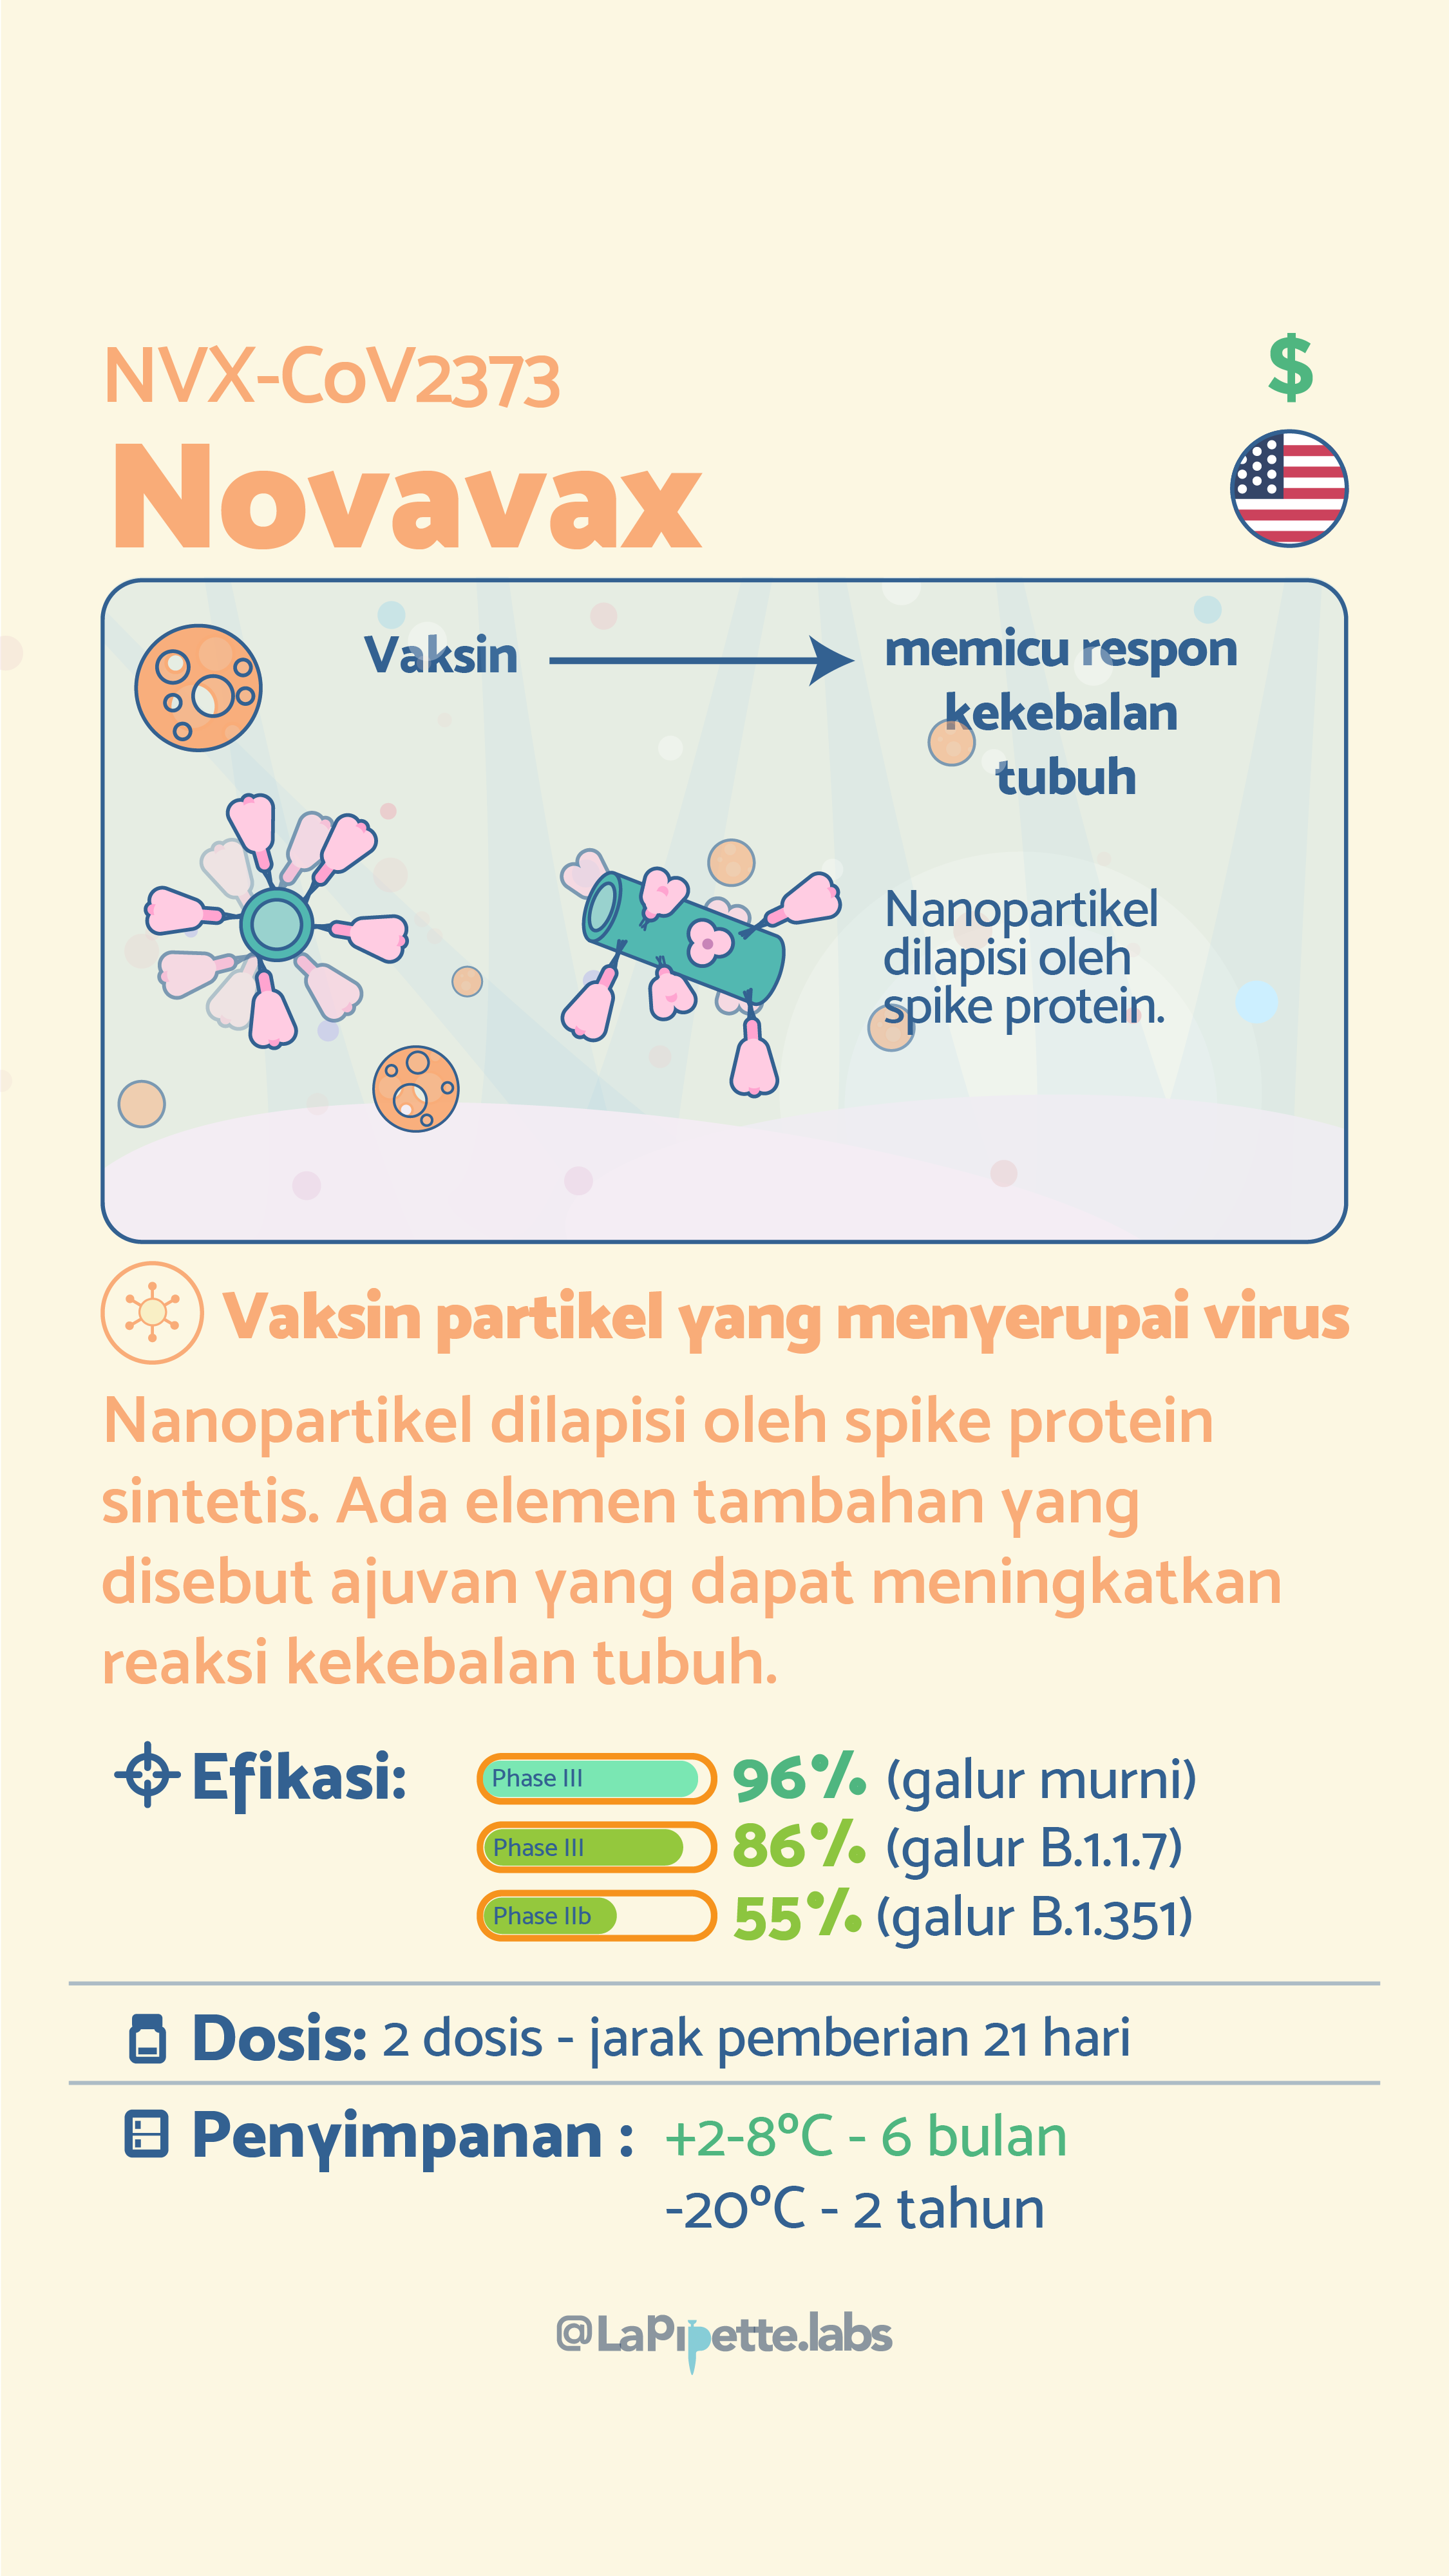 NVX-CoV2373
$
Novavax
Vaksin
memicu respon
kekebalan
tubuh
Nanopartikel
dilapisi oleh
spike protein.
Vaksin partikel yang menyerupai virus
Nanopartikel dilapisi oleh spike protein
sintetis. Ada elemen tambahan yang
disebut ajuvan yang dapat meningkatkan
reaksi kekebalan tubuh.
Efikasi: Phase III 96% (galur murni)
Phase III 86% (galur B.1.1.7)
Phase IIb 55% (galur B.1.351)
Dosis: 2 dosis - jarak pemberian 21 hari
Penyimpanan : +2-8ºC - 6 bulan
-20ºC - 2 tahun
@LaPipette.labs